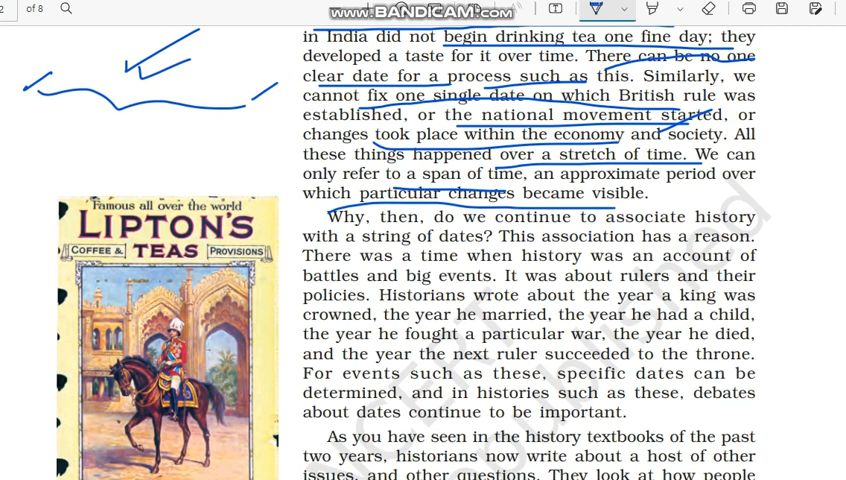 2
of 8
www.BANDICAM.com
in India did not begin drinking tea one fine day; they
developed a taste for it over time. There can be no one
clear date for a process such as this. Similarly, we
cannot fix one single date on which British rule was
established, or the national movement started, or
changes took place within the economy and society. All
these things happened over a stretch of time. We can
only refer to a span of time, an approximate period over
which particular changes became visible.
Why, then, do we continue to associate history
with a string of dates? This association has a reason.
There was a time when history was an account of
battles and big events. It was about rulers and their
policies. Historians wrote about the year a king was
crowned, the year he married, the year he had a child,
the year he fought a particular war, the year he died,
and the year the next ruler succeeded to the throne.
For events such as these, specific dates can be
determined, and in histories such as these, debates
about dates continue to be important.
As you have seen in the history textbooks of the past
two years, historians now write about a host of other
issues, and other questions. They look at how people
Famous all over the world
LIPTON'S
COFFEE & TEAS PROVISIONS
NCERT
republished